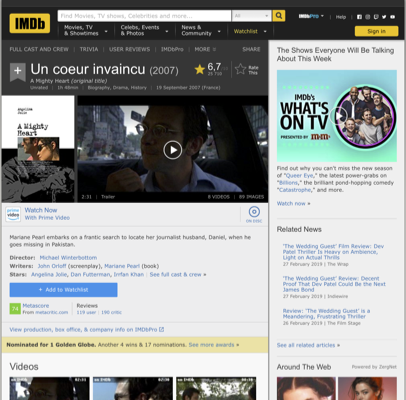 IMDb
Find Movies, TV shows, Celebrities and more...
All
IMDbPro
Help
Movies, TV & Showtimes
Celebs, Events & Photos
News & Community
Watchlist
Sign in
FULL CAST AND CREW | TRIVIA | USER REVIEWS | IMDbPro | MORE
SHARE
Un coeur invaincu (2007)
6,7
Rate This
A Mighty Heart (original title)
Unrated | 1h 48min | Biography, Drama, History | 19 September 2007 (France)
Angelina Jolie
A Mighty Heart
2:31 | Trailer
8 VIDEOS | 89 IMAGES
prime video
Watch Now
With Prime Video
ON DISC
Mariane Pearl embarks on a frantic search to locate her journalist husband, Daniel, when he goes missing in Pakistan.
Director: Michael Winterbottom
Writers: John Orloff (screenplay), Mariane Pearl (book)
Stars: Angelina Jolie, Dan Futterman, Irrfan Khan | See full cast & crew »
+ Add to Watchlist
Metascore
From metacritic.com
Reviews
119 user | 190 critic
View production, box office, & company info on IMDbPro
Nominated for 1 Golden Globe. Another 4 wins & 17 nominations. See more awards »
Videos
The Shows Everyone Will Be Talking About This Week
IMDb's
WHAT'S ON TV
PRESENTED BY M&M'S
Find out why you can't miss the new season of "Queer Eye," the latest power-grabs on "Billions," the brilliant pond-hopping comedy "Catastrophe," and more.
Watch now »
Related News
'The Wedding Guest' Film Review: Dev Patel Thriller Is Heavy on Ambience, Light on Actual Thrills
27 February 2019 | The Wrap
'The Wedding Guest' Review: Decent Proof That Dev Patel Could Be the Next James Bond
27 February 2019 | Indiewire
Review: 'The Wedding Guest' is a Meandering, Frustrating Thriller
26 February 2019 | The Film Stage
See all related articles »
Around The Web
Powered by ZergNet